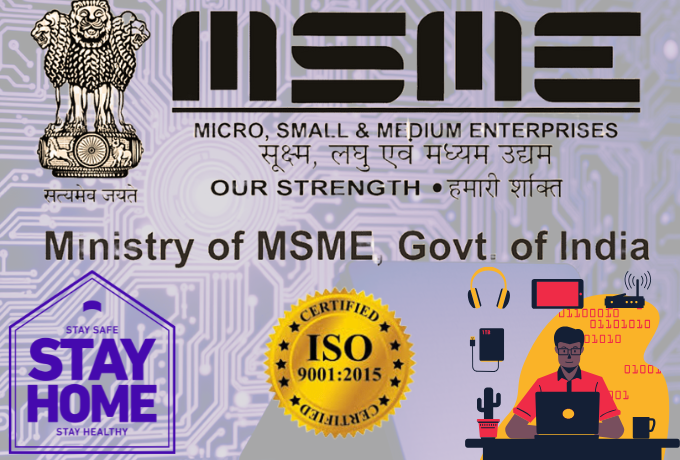 MSME
MICRO, SMALL & MEDIUM ENTERPRISES
सूक्ष्म, लघु एवं मध्यम उद्यम
OUR STRENGTH • हमारी शक्ति
सत्यमेव जयते
Ministry of MSME, Govt. of India
STAY SAFE
STAY
HOME
STAY HEALTHY
CERTIFIED
ISO
9001:2015
CERTIFIED
01100010
01101010
01010
01001
001